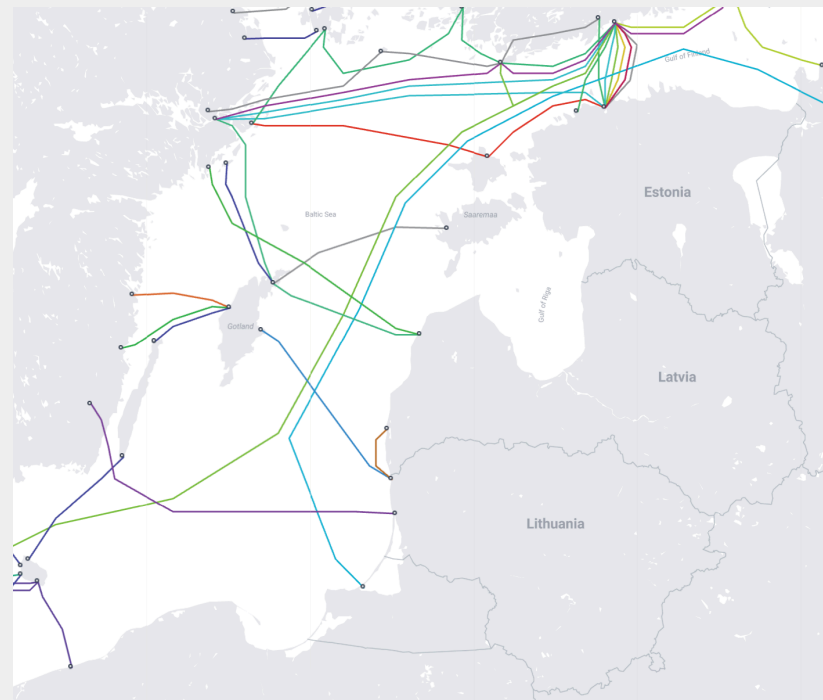 Gulf of Finland
Estonia
Baltic Sea
Saaremaa
Gulf of Riga
Gotland
Latvia
Lithuania